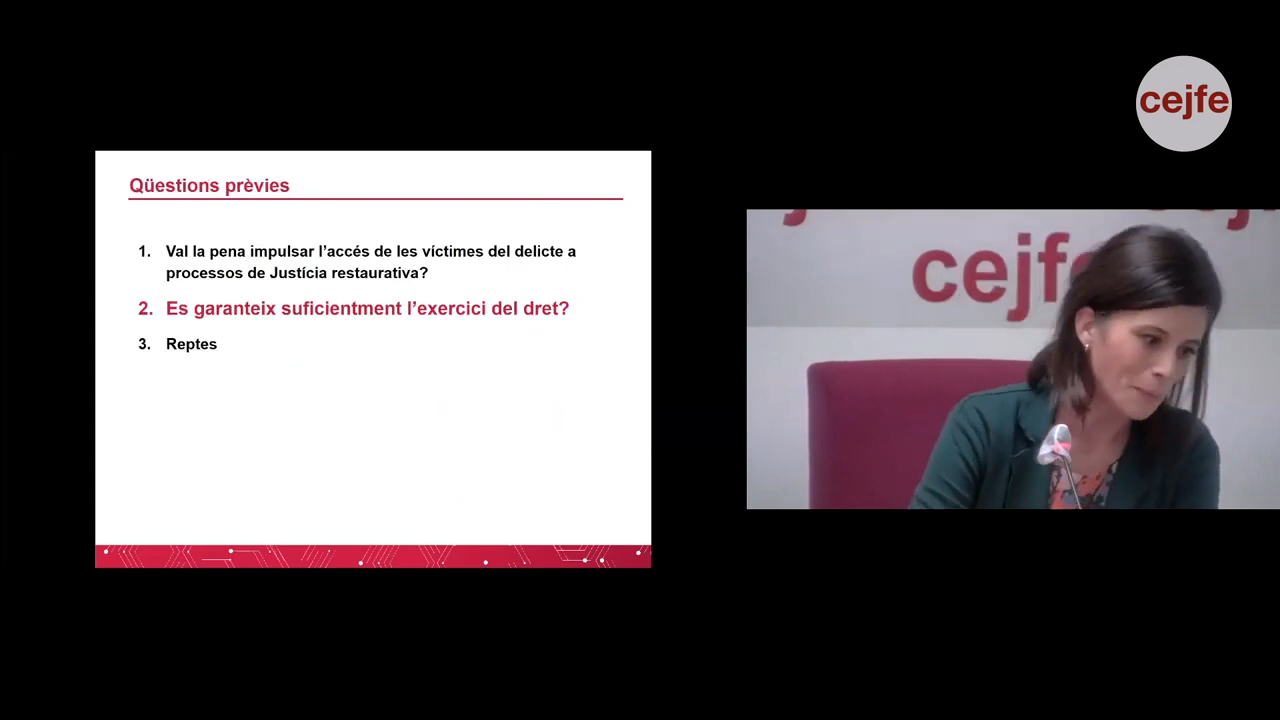 cejfe
Qüestions prèvies
1. Val la pena impulsar l’accés de les víctimes del delicte a
processos de Justícia restaurativa?
2. Es garanteix suficientment l’exercici del dret?
3. Reptes
cejfe